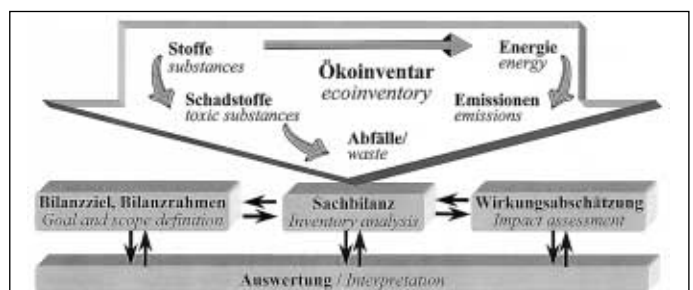 Stoffe
substances
Energie
energy
Ökoinventar
ecoinventory
Schadstoffe
toxic substances
Emissionen
emissions
Abfälle/
waste
Bilanzziel, Bilanzrahmen
Goal and scope definition
Sachbilanz
Inventory analysis
Wirkungsabschätzung
Impact assessment
Auswertung / Interpretation